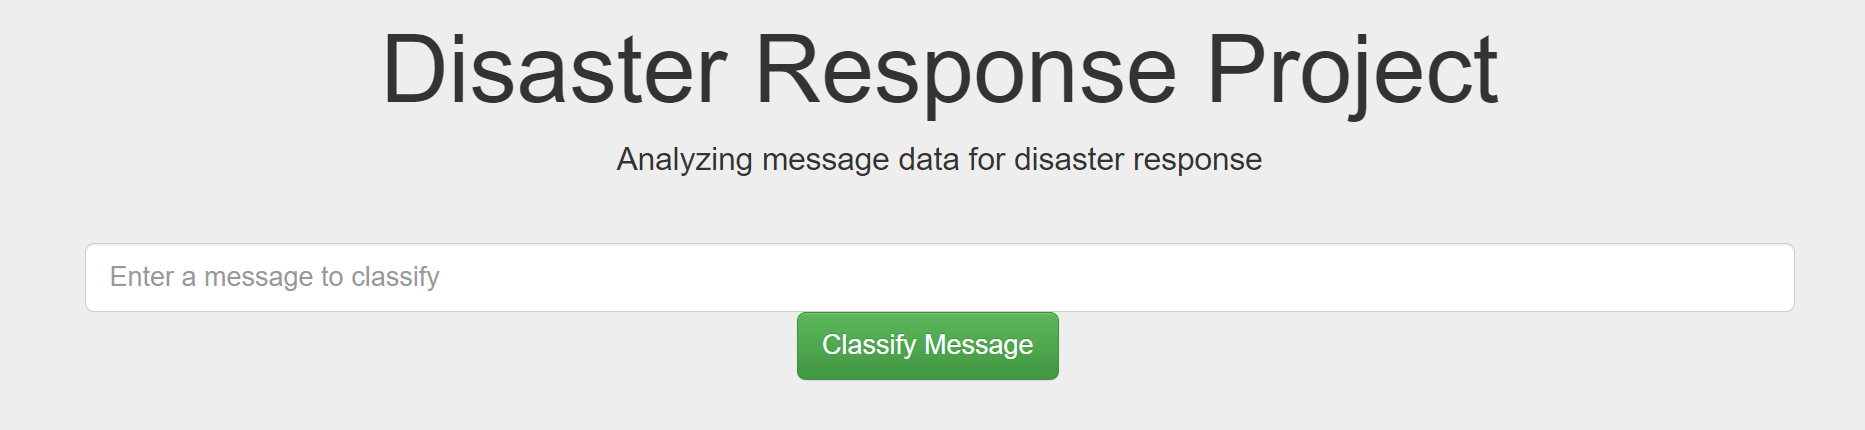 Disaster Response Project
Analyzing message data for disaster response
Enter a message to classify
Classify Message